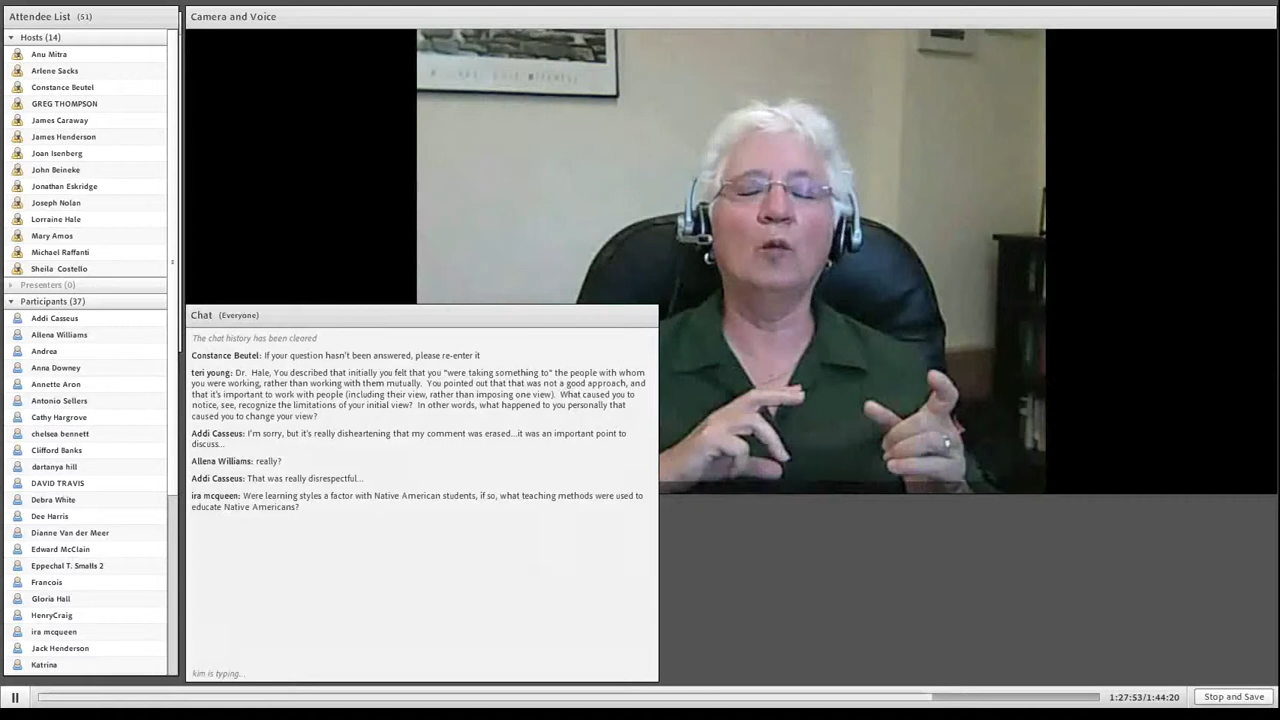 Attendee List (51)
Hosts (14)
Anu Mitra
Arlene Sacks
Constance Beutel
GREG THOMPSON
James Caraway
James Henderson
Joan Isenberg
John Beineke
Jonathan Eskridge
Joseph Nolan
Lorraine Hale
Mary Amos
Michael Raffanti
Sheila Costello
Presenters (0)
Participants (37)
Addi Casseus
Allena Williams
Andrea
Anna Downey
Annette Aron
Antonio Sellers
Cathy Hargrove
chelsea bennett
Clifford Banks
dartanya hill
DAVID TRAVIS
Debra White
Dee Harris
Dianne Van der Meer
Edward McClain
Eppechal T. Smalls 2
Francois
Gloria Hall
HenryCraig
ira mcqueen
Jack Henderson
Katrina
Camera and Voice
Chat (Everyone)
The chat history has been cleared
Constance Beutel: If your question hasn't been answered, please re-enter it
teri young: Dr. Hale, You described that initially you felt that you "were taking something to" the people with whom
you were working, rather than working with them mutually. You pointed out that that was not a good approach, and
that it's important to work with people (including their view, rather than imposing one view). What caused you to
notice, see, recognize the limitations of your initial view? In other words, what happened to you personally that
caused you to change your view?
Addi Casseus: I'm sorry, but it's really disheartening that my comment was erased...it was an important point to
discuss...
Allena Williams: really?
Addi Casseus: That was really disrespectful...
ira mcqueen: Were learning styles a factor with Native American students, if so, what teaching methods were used to
educate Native Americans?
kim is typing...
1:27:53/1:44:20
Stop and Save